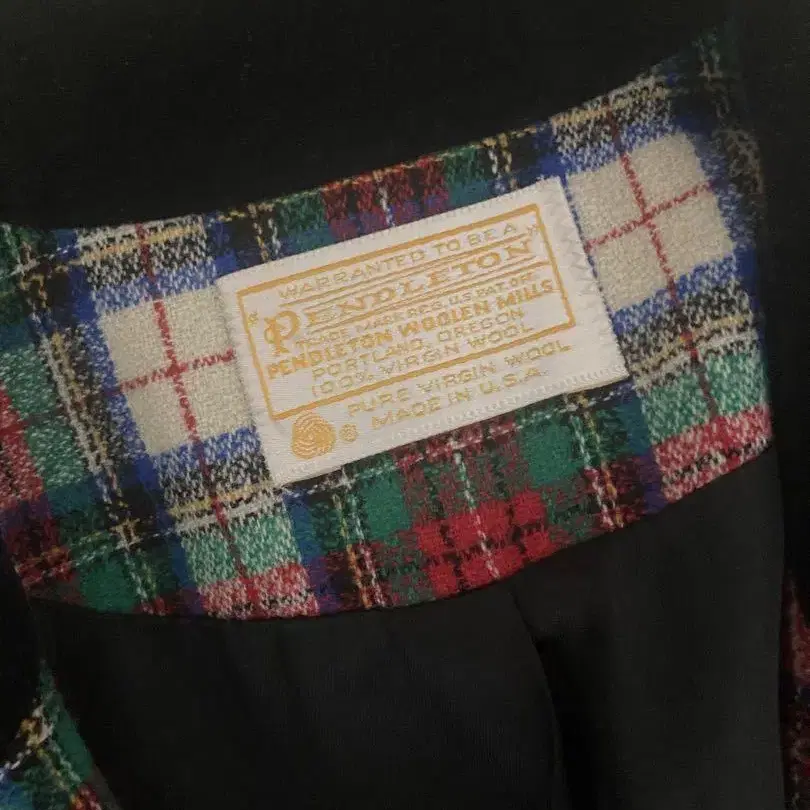 WARRANTED TO BE A
"PENDLETON"
TRADE MARK REG. U.S. PAT. OFF.
PENDLETON WOOLEN MILLS
PORTLAND, OREGON
100% VIRGIN WOOL
PURE VIRGIN WOOL
® MADE IN U.S.A.